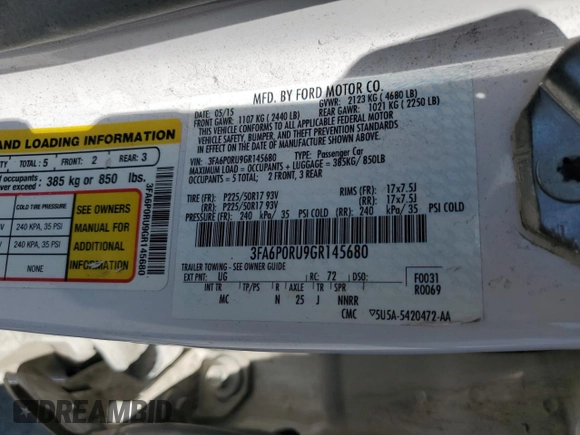 MFD. BY FORD MOTOR CO.
DATE: 05/15 GVWR: 2123 KG ( 4680 LB)
FRONT GAWR: 1107 KG ( 2440 LB) REAR GAWR: 1021 KG ( 2250 LB)
THIS VEHICLE CONFORMS TO ALL APPLICABLE FEDERAL MOTOR
VEHICLE SAFETY, BUMPER, AND THEFT PREVENTION STANDARDS
IN EFFECT ON THE DATE OF MANUFACTURE SHOWN ABOVE.
VIN: 3FA6P0RU9GR145680 TYPE: Passenger Car
MAXIMUM LOAD = OCCUPANTS + LUGGAGE = 385KG/ 850LB
OCCUPANTS = 5 TOTAL, 2 FRONT, 3 REAR
TIRE (FR): P225/50R17 93V RIMS (FR): 17x7.5J
(RR): P225/50R17 93V (RR): 17x7.5J
PRESSURE (FR): 240 kPa/ 35 PSI COLD (RR): 240 kPa/ 35 PSI COLD
3FA6P0RU9GR145680
TRAILER TOWING - SEE OWNER GUIDE
EXT PNT: UG RC: 72 DSO: F0031
INT TR TP/PS R AXLE TR SPR R0069
MC N 25 J NNRR
CMC 5U5A-5420472-AA
AND LOADING INFORMATION
TOTAL : 5 FRONT: 2 REAR: 3
occupants
exceed : 385 kg or 850 lbs.
COLD TIRE PRESSURE
240 KPA, 35 PSI
240 KPA, 35 PSI
SEE OWNERS
MANUAL FOR
ADDITIONAL
INFORMATION
3FA6P0RU9GR145680
DREAMBID